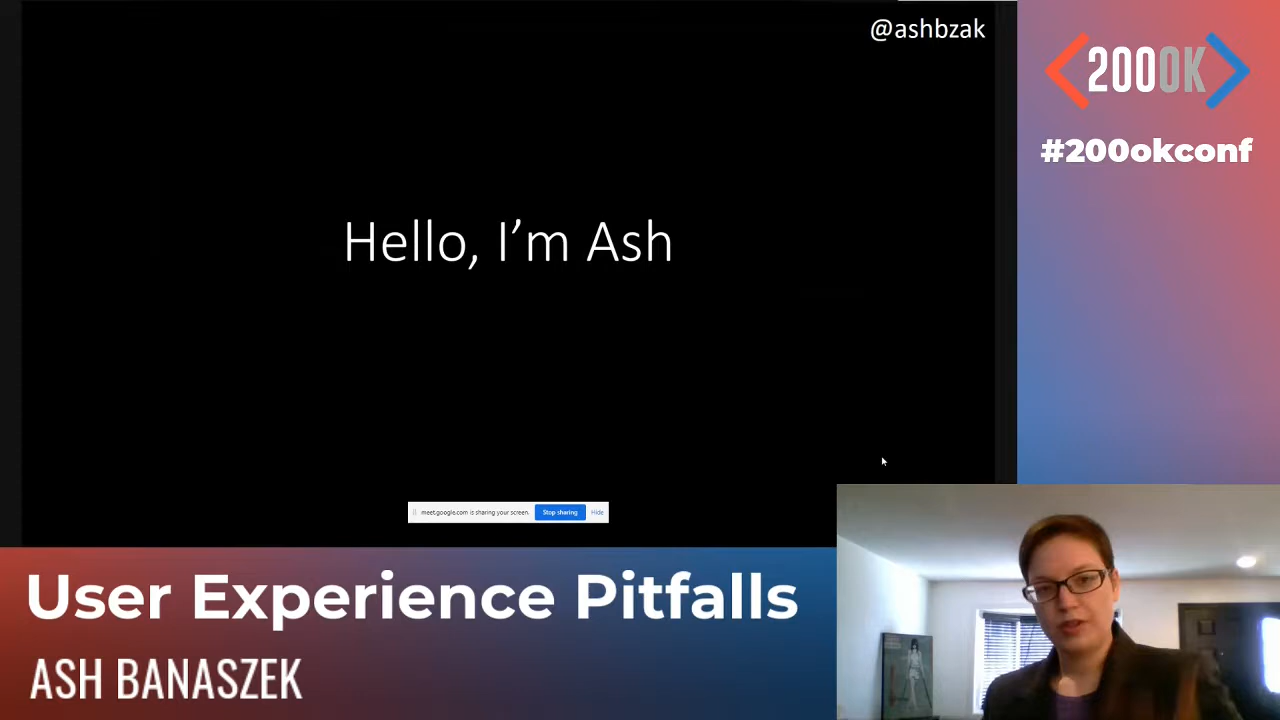 @ashbzak
200OK
#200okconf
Hello, I’m Ash
meet.google.com is sharing your screen.
Stop sharing
Hide
User Experience Pitfalls
ASH BANASZEK